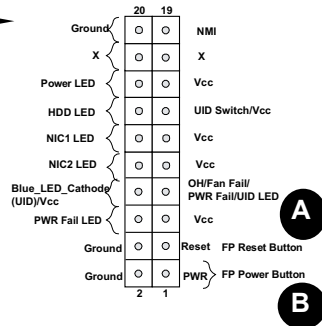 20 19
Ground NMI
X X
Power LED Vcc
HDD LED UID Switch/Vcc
NIC1 LED Vcc
NIC2 LED Vcc
Blue_LED_Cathode OH/Fan Fail/
(UID)/Vcc PWR Fail/UID LED
A
PWR Fail LED Vcc
Ground Reset FP Reset Button
Ground PWR FP Power Button
2 1
B